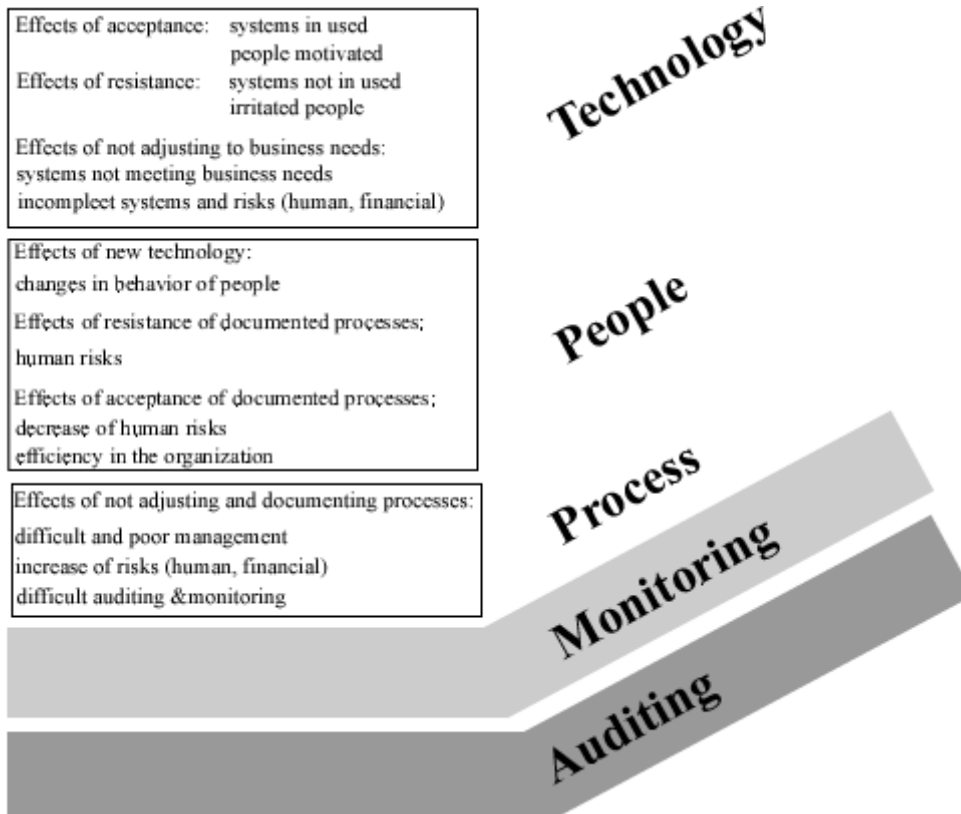 Effects of acceptance: systems in used
people motivated
Effects of resistance: systems not in used
irritated people
Effects of not adjusting to business needs:
systems not meeting business needs
incompleet systems and risks (human, financial)
Technology
Effects of new technology:
changes in behavior of people
Effects of resistance of documented processes;
human risks
Effects of acceptance of documented processes;
decrease of human risks
efficiency in the organization
People
Effects of not adjusting and documenting processes:
difficult and poor management
increase of risks (human, financial)
difficult auditing &monitoring
Process
Monitoring
Auditing